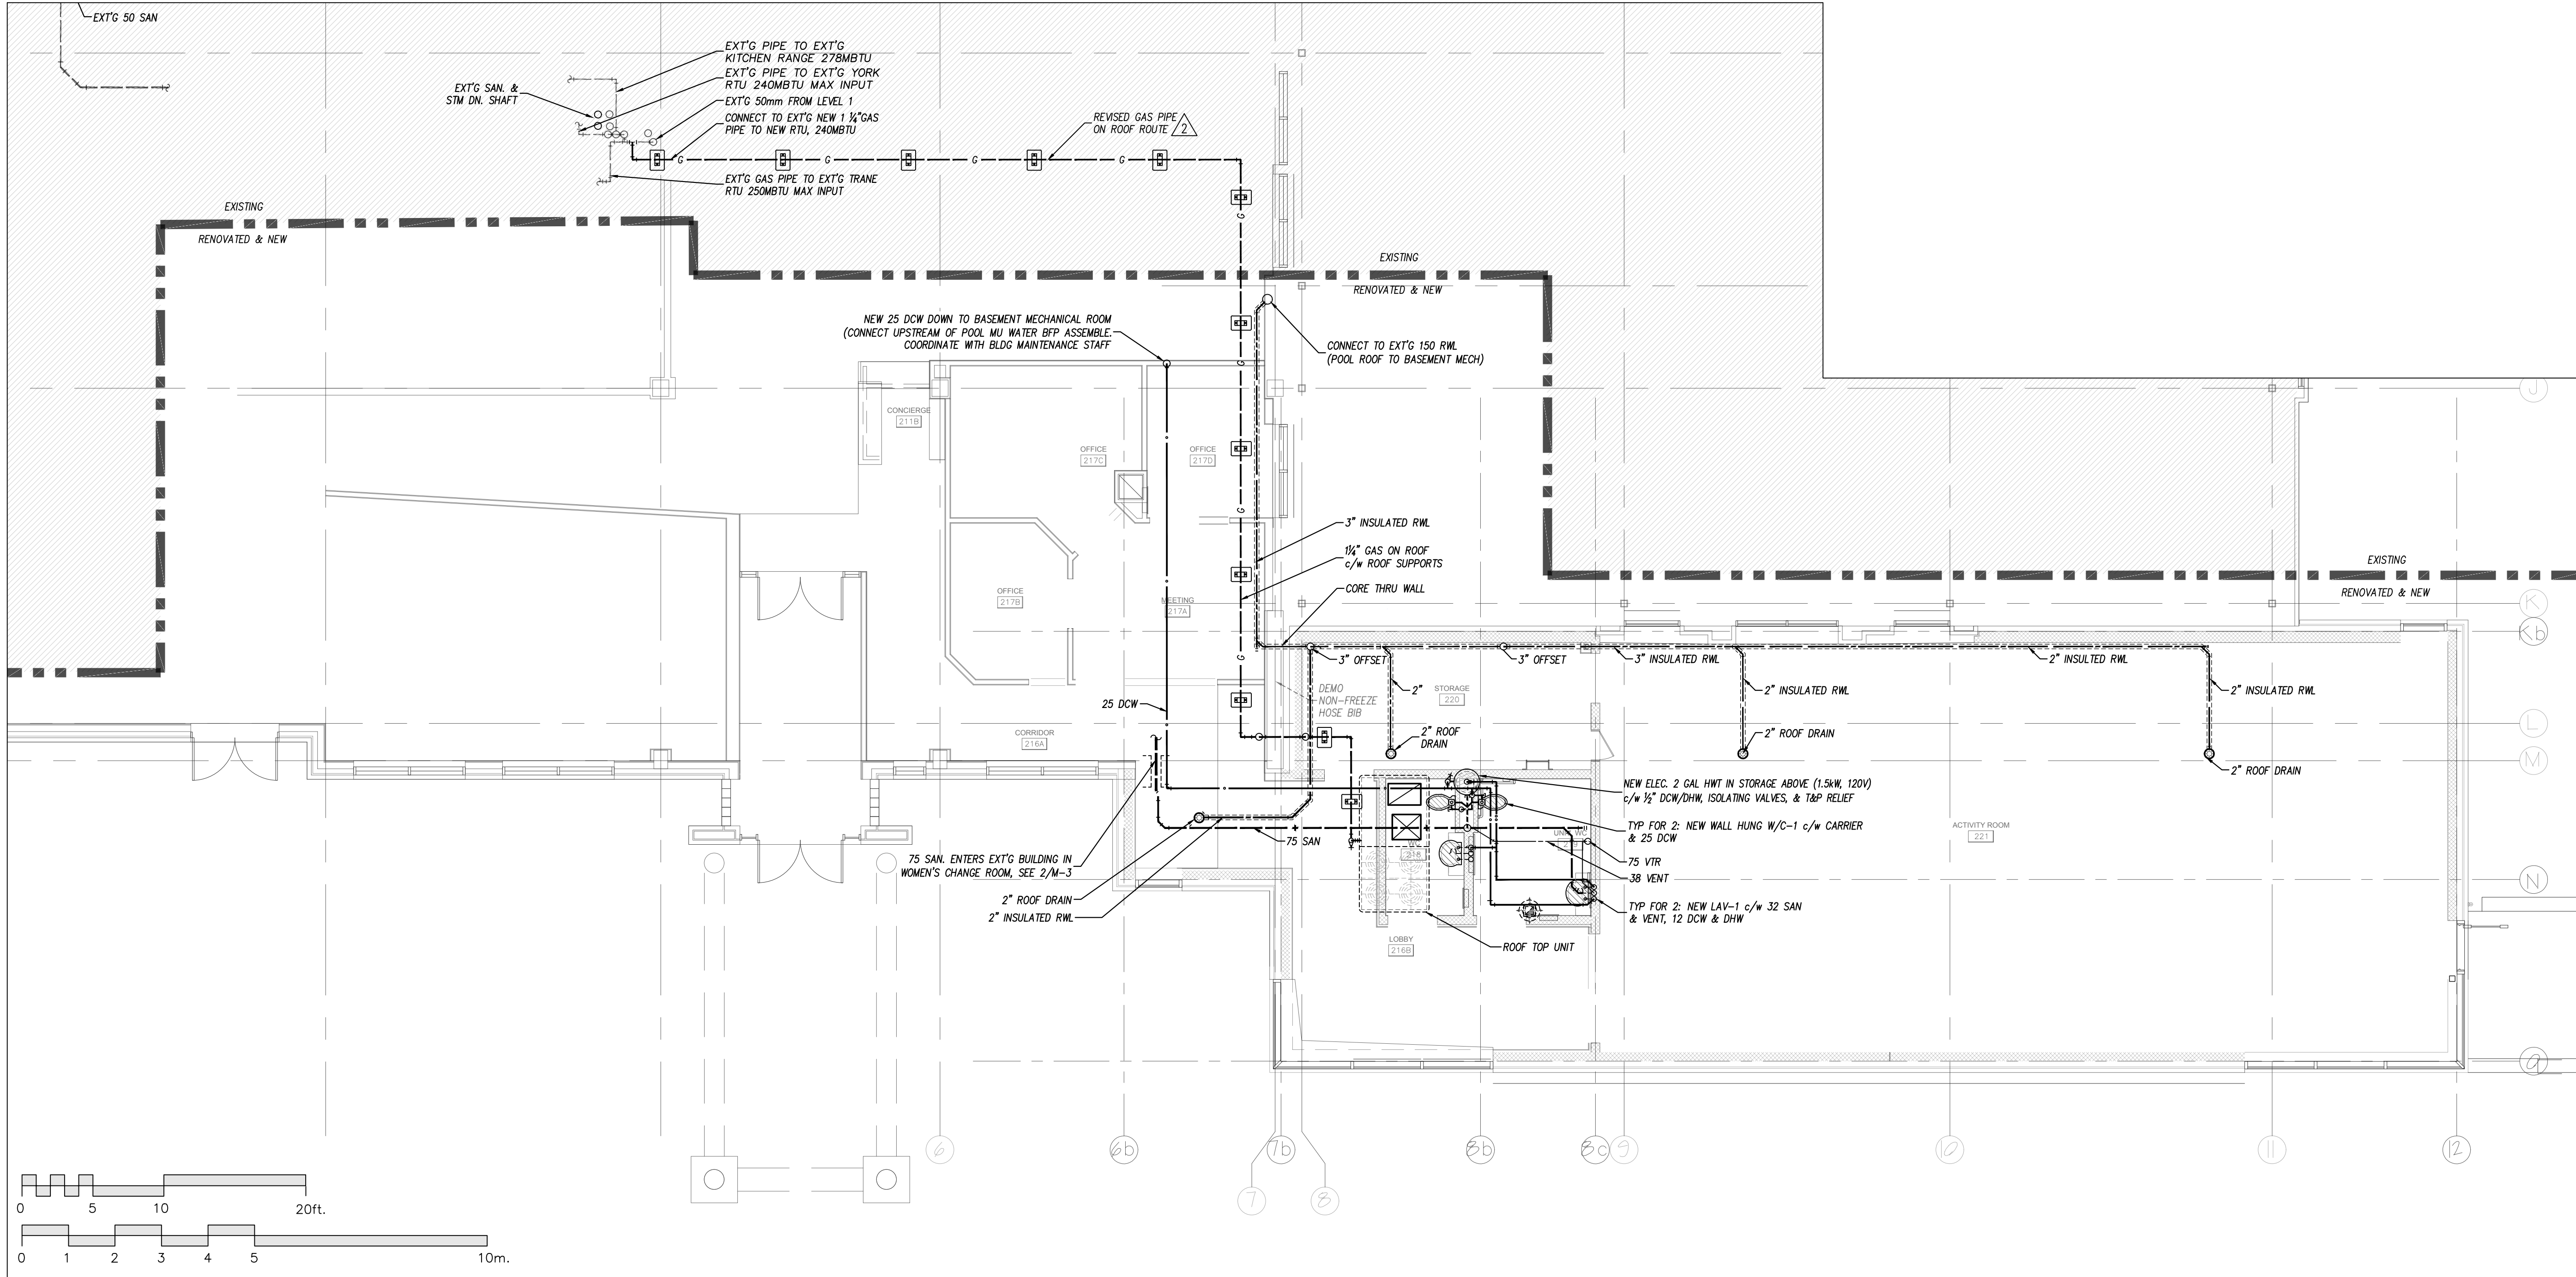 EXT'G 50 SAN
EXT'G PIPE TO EXT'G
KITCHEN RANGE 278MBTU
EXT'G PIPE TO EXT'G YORK
RTU 240MBTU MAX INPUT
EXT'G SAN. &
STM DN. SHAFT
EXT'G 50mm FROM LEVEL 1
CONNECT TO EXT'G NEW 1 ¼"GAS
PIPE TO NEW RTU, 240MBTU
REVISED GAS PIPE
ON ROOF ROUTE
2
G
G
G
G
G
EXT'G GAS PIPE TO EXT'G TRANE
RTU 250MBTU MAX INPUT
EXISTING
RENOVATED & NEW
G
EXISTING
RENOVATED & NEW
G
NEW 25 DCW DOWN TO BASEMENT MECHANICAL ROOM
(CONNECT UPSTREAM OF POOL MU WATER BFP ASSEMBLE.
COORDINATE WITH BLDG MAINTENANCE STAFF
CONNECT TO EXT'G 150 RWL
(POOL ROOF TO BASEMENT MECH)
G
J
CONCIERGE
211B
OFFICE
217C
OFFICE
217D
G
3" INSULATED RWL
1¼" GAS ON ROOF
c/w ROOF SUPPORTS
CORE THRU WALL
EXISTING
RENOVATED & NEW
OFFICE
217B
MEETING
217A
K
Kb
G
3" OFFSET
3" OFFSET
3" INSULATED RWL
2" INSULTED RWL
DEMO
NON-FREEZE
HOSE BIB
2"
STORAGE
220
2" INSULATED RWL
2" INSULATED RWL
25 DCW
L
CORRIDOR
216A
2" ROOF
DRAIN
2" ROOF DRAIN
2" ROOF DRAIN
M
NEW ELEC. 2 GAL HWT IN STORAGE ABOVE (1.5kW, 120V)
c/w ½" DCW/DHW, ISOLATING VALVES, & T&P RELIEF
TYP FOR 2: NEW WALL HUNG W/C-1 c/w CARRIER
& 25 DCW
ACTIVITY ROOM
221
75 SAN
WC
218
UNIV. WC
219
75 SAN. ENTERS EXT'G BUILDING IN
WOMEN'S CHANGE ROOM, SEE 2/M-3
75 VTR
38 VENT
N
2" ROOF DRAIN
2" INSULATED RWL
TYP FOR 2: NEW LAV-1 c/w 32 SAN
& VENT, 12 DCW & DHW
LOBBY
216B
ROOF TOP UNIT
O
6
6b
7b
8b
8c
9
10
11
12
7
8
0
5
10
20ft.
0
1
2
3
4
5
10m.